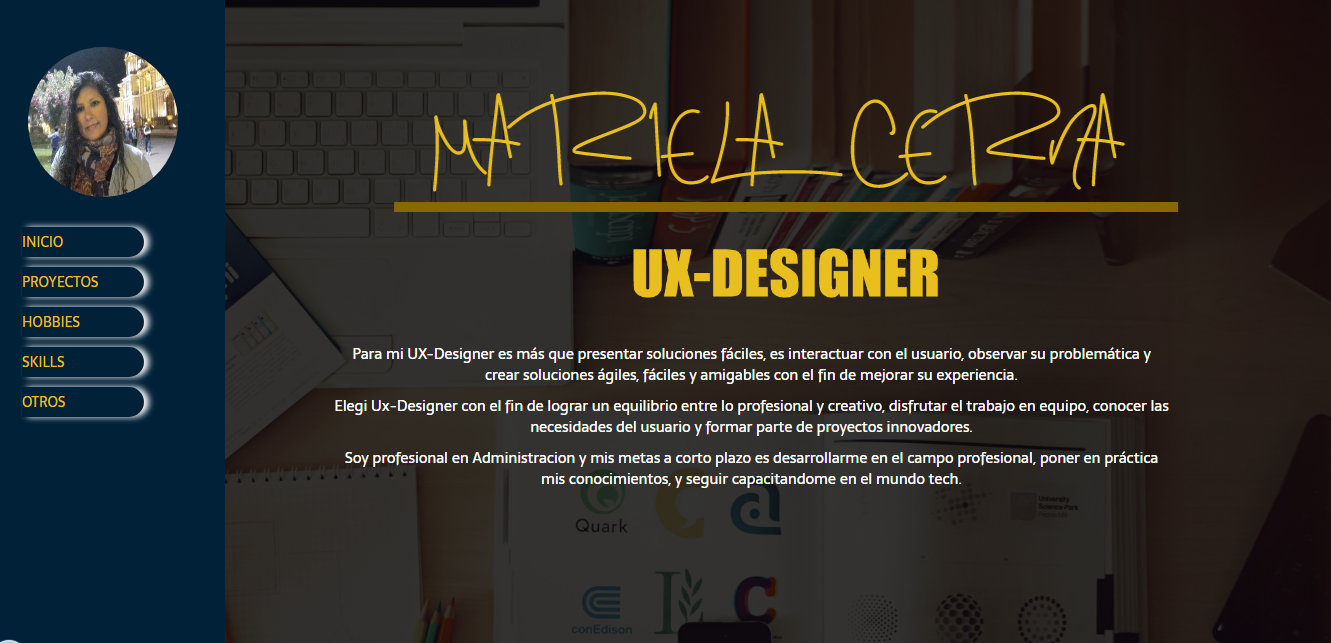 MARIELA CERNA
INICIO
PROYECTOS
HOBBIES
SKILLS
OTROS
UX-DESIGNER
Para mi UX-Designer es más que presentar soluciones fáciles, es interactuar con el usuario, observar su problemática y
crear soluciones ágiles, fáciles y amigables con el fin de mejorar su experiencia.
Elegi Ux-Designer con el fin de lograr un equilibrio entre lo profesional y creativo, disfrutar el trabajo en equipo, conocer las
necesidades del usuario y formar parte de proyectos innovadores.
Soy profesional en Administracion y mis metas a corto plazo es desarrollarme en el campo profesional, poner en práctica
mis conocimientos, y seguir capacitandome en el mundo tech.
Quark
University
Science Park
conEdison